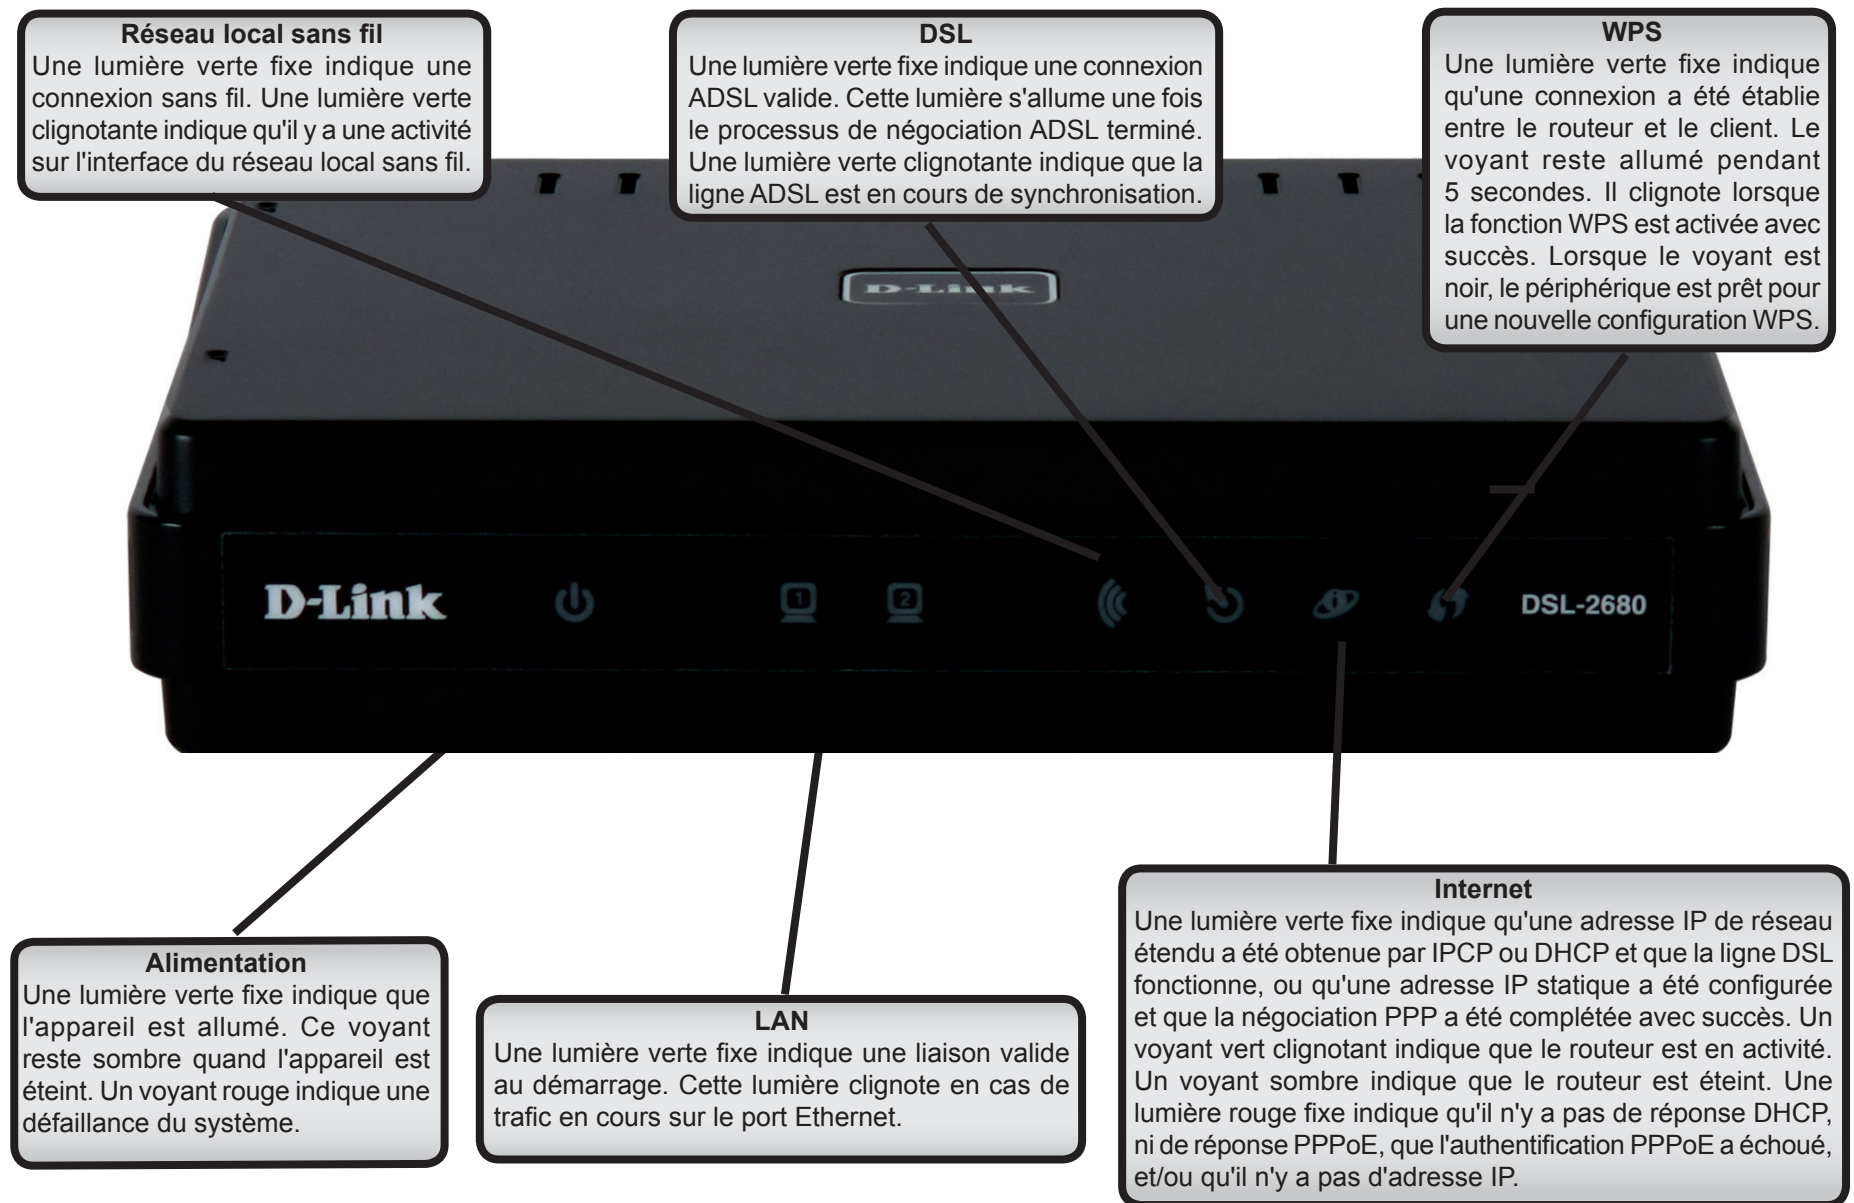 Réseau local sans fil
Une lumière verte fixe indique une
connexion sans fil. Une lumière verte
clignotante indique qu'il y a une activité
sur l'interface du réseau local sans fil.
DSL
Une lumière verte fixe indique une connexion
ADSL valide. Cette lumière s'allume une fois
le processus de négociation ADSL terminé.
Une lumière verte clignotante indique que la
ligne ADSL est en cours de synchronisation.
WPS
Une lumière verte fixe indique
qu'une connexion a été établie
entre le routeur et le client. Le
voyant reste allumé pendant
5 secondes. Il clignote lorsque
la fonction WPS est activée avec
succès. Lorsque le voyant est
noir, le périphérique est prêt pour
une nouvelle configuration WPS.
D-Link
D-Link
1
2
DSL-2680
Alimentation
Une lumière verte fixe indique que
l'appareil est allumé. Ce voyant
reste sombre quand l'appareil est
éteint. Un voyant rouge indique une
défaillance du système.
LAN
Une lumière verte fixe indique une liaison valide
au démarrage. Cette lumière clignote en cas de
trafic en cours sur le port Ethernet.
Internet
Une lumière verte fixe indique qu'une adresse IP de réseau
étendu a été obtenue par IPCP ou DHCP et que la ligne DSL
fonctionne, ou qu'une adresse IP statique a été configurée
et que la négociation PPP a été complétée avec succès. Un
voyant vert clignotant indique que le routeur est en activité.
Un voyant sombre indique que le routeur est éteint. Une
lumière rouge fixe indique qu'il n'y a pas de réponse DHCP,
ni de réponse PPPoE, que l'authentification PPPoE a échoué,
et/ou qu'il n'y a pas d'adresse IP.